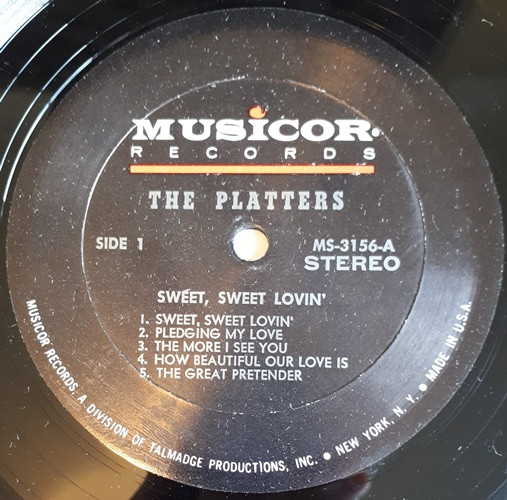 MUSICOR
RECORDS
THE PLATTERS
SIDE 1
MS-3156-A
STEREO
SWEET, SWEET LOVIN'
1. SWEET, SWEET LOVIN'
2. PLEDGING MY LOVE
3. THE MORE I SEE YOU
4. HOW BEAUTIFUL OUR LOVE IS
5. THE GREAT PRETENDER
MUSICOR RECORDS, A DIVISION OF TALMADGE PRODUCTIONS, INC. ● NEW YORK, N. Y. ● MADE IN U.S.A.